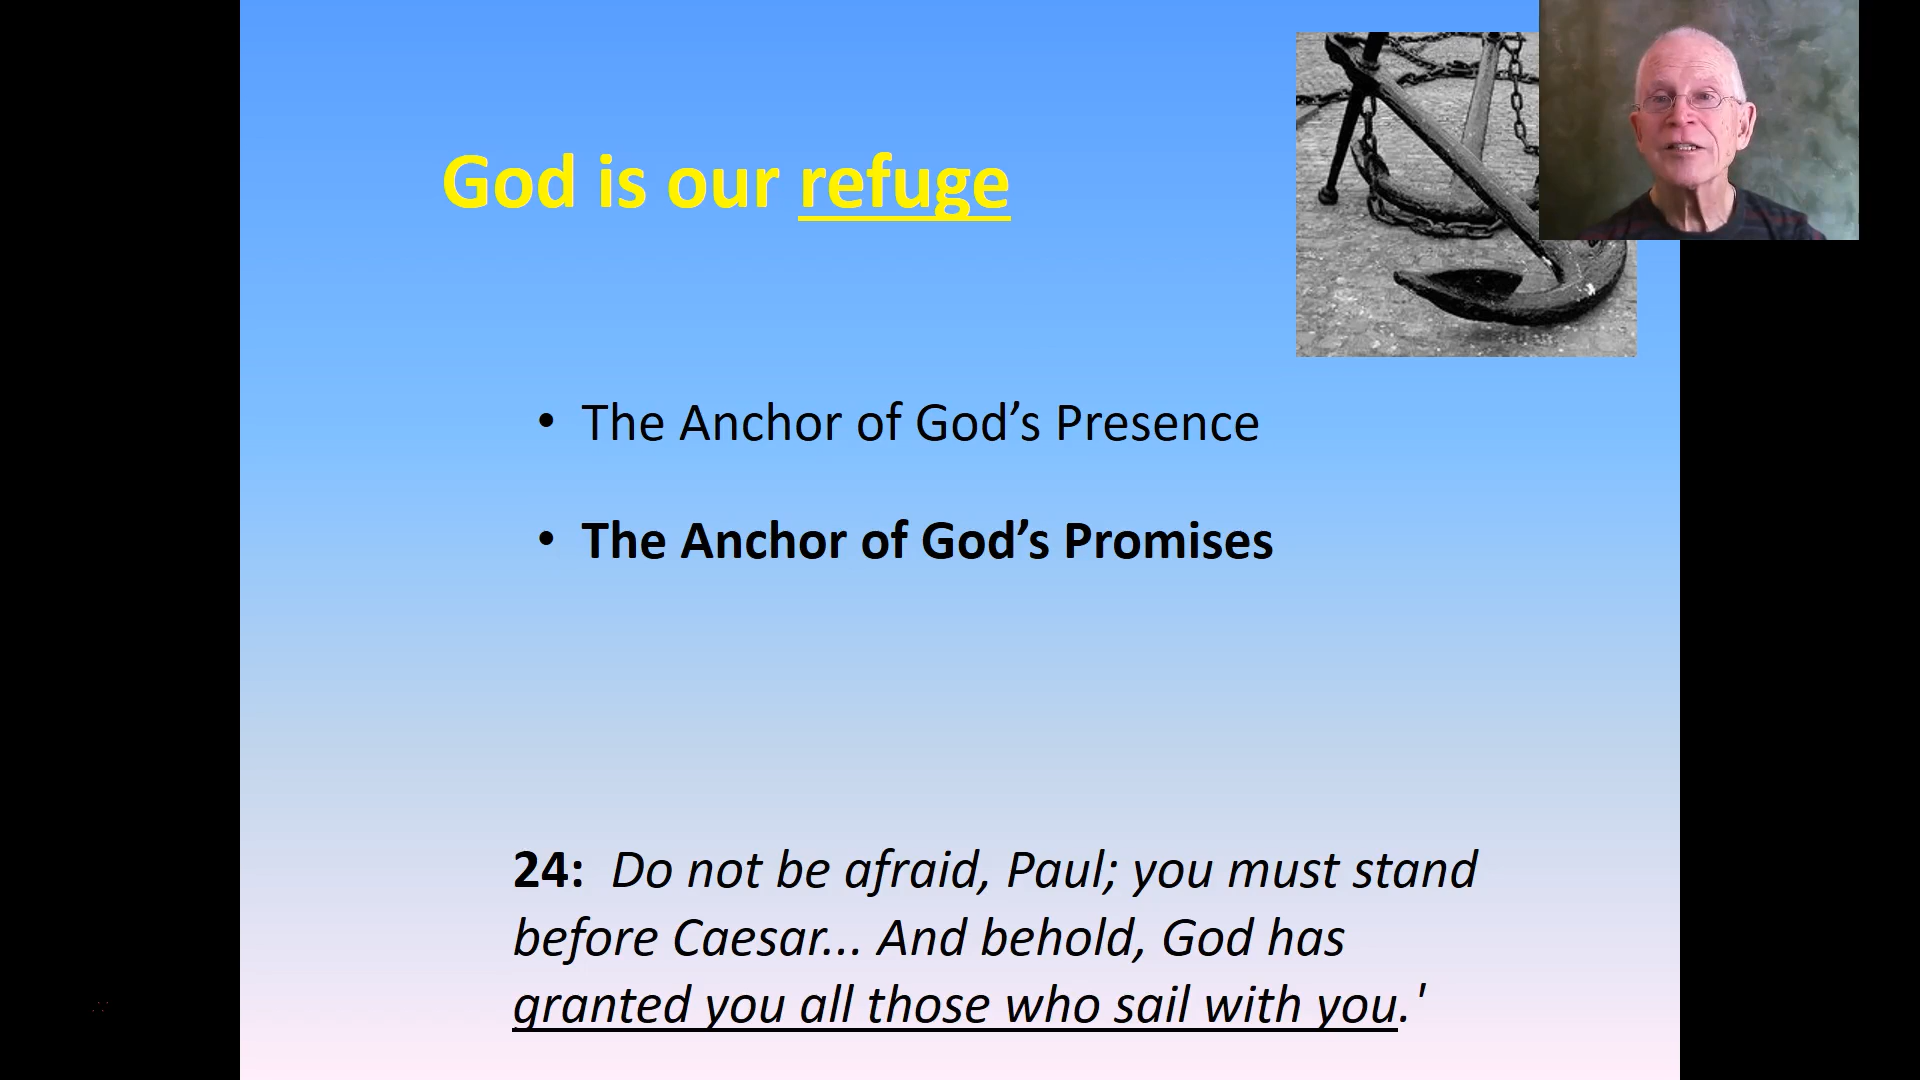 God is our refuge
• The Anchor of God’s Presence
• The Anchor of God’s Promises
24: Do not be afraid, Paul; you must stand
before Caesar... And behold, God has
granted you all those who sail with you.'